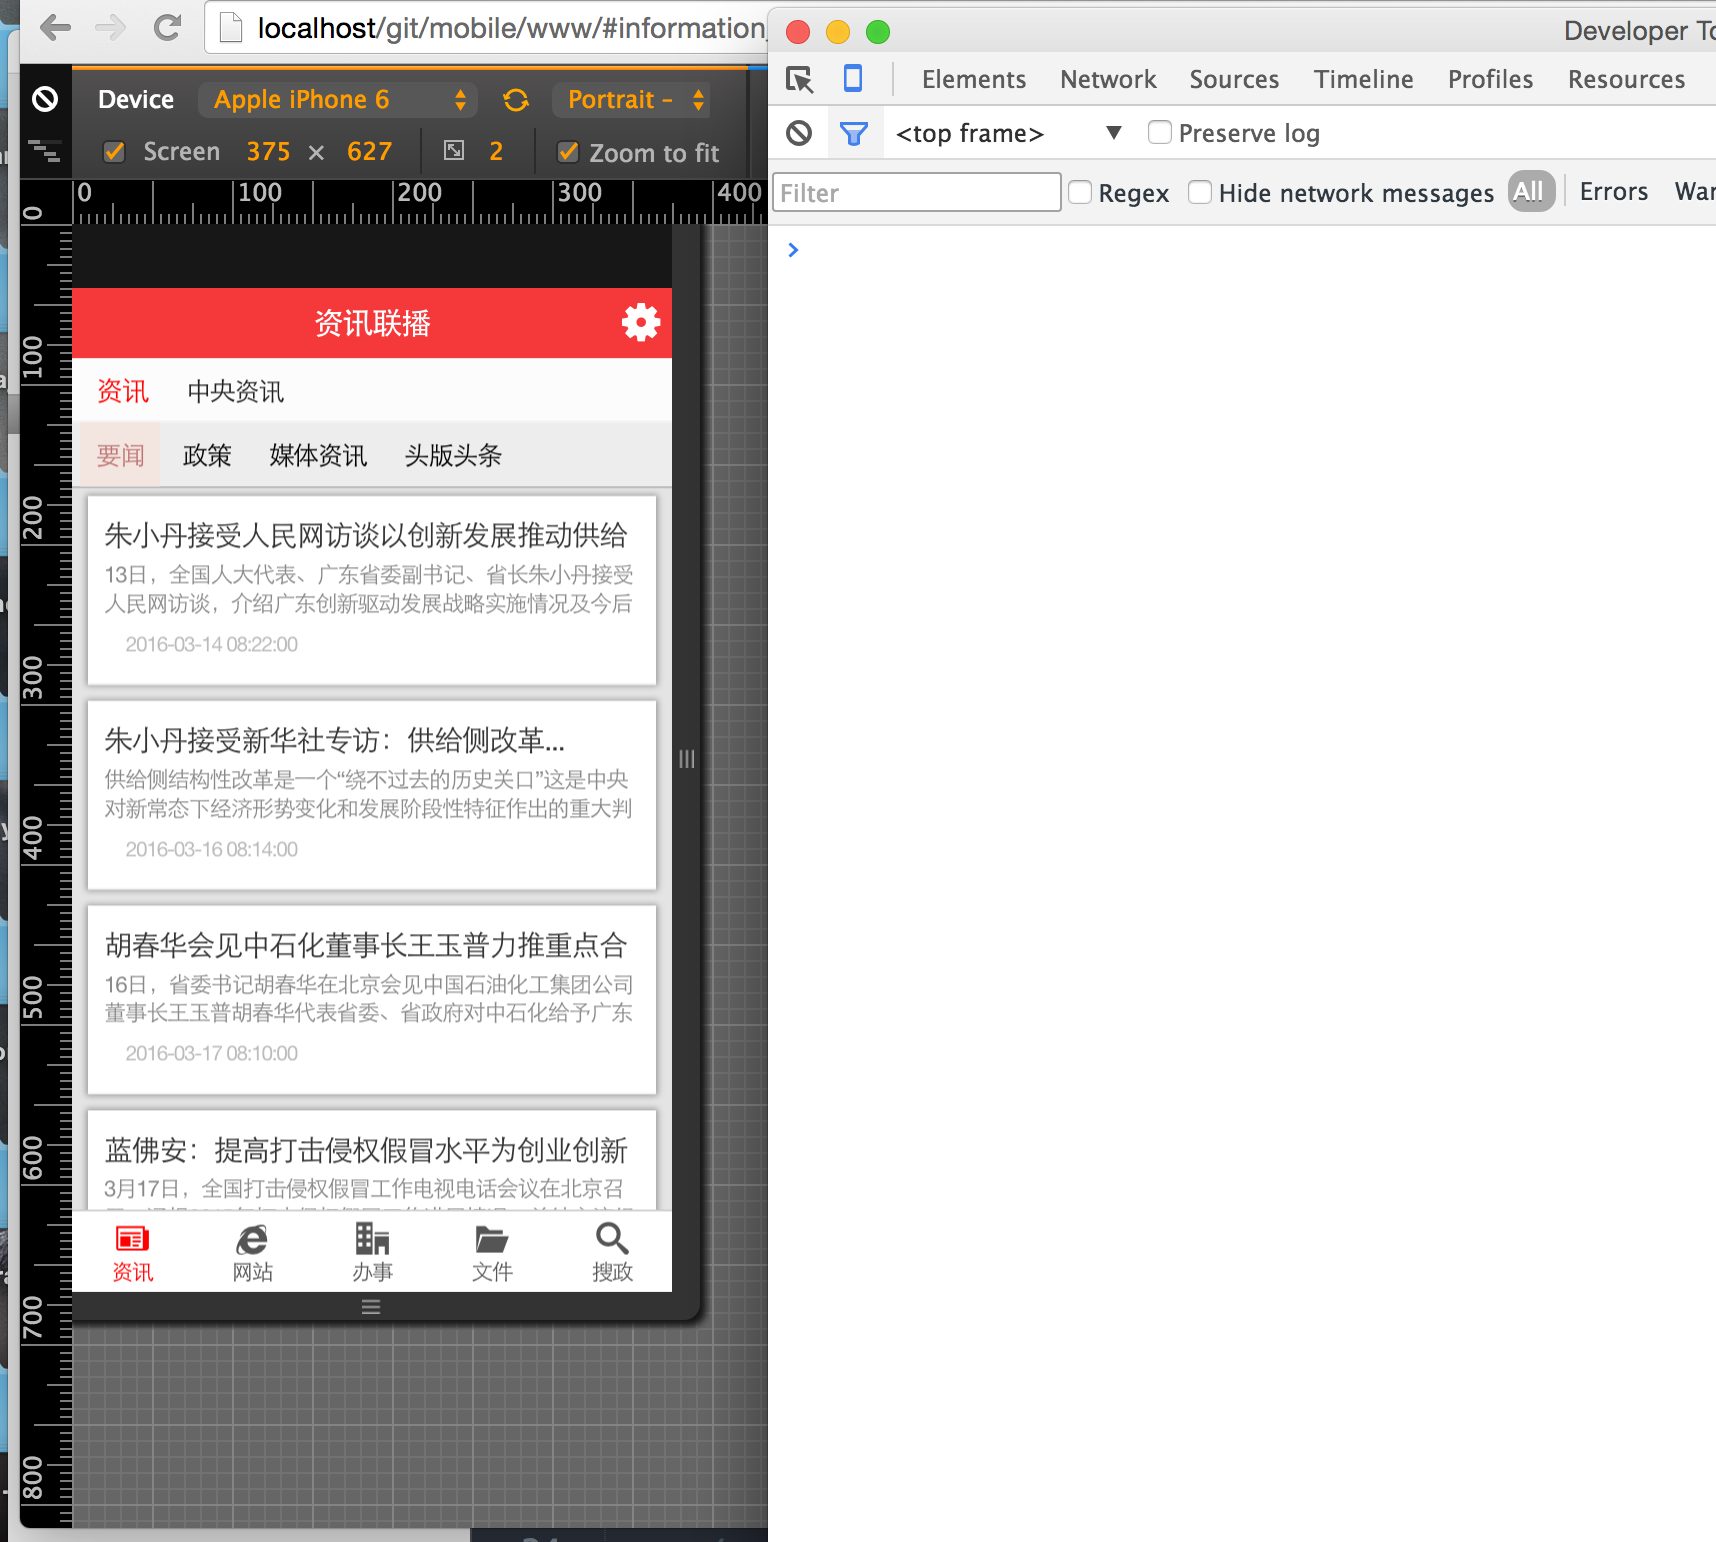 localhost/git/mobile/www/#information
Developer To
Device Apple iPhone 6 Portrait -
Screen 375 × 627 2 Zoom to fit
Elements Network Sources Timeline Profiles Resources
<top frame> ▼ Preserve log
Filter Regex Hide network messages All Errors War
0 100 200 300 400
0
100
200
300
400
500
600
700
800
资讯联播
资讯 中央资讯
要闻 政策 媒体资讯 头版头条
朱小丹接受人民网访谈以创新发展推动供给
13日，全国人大代表、广东省委副书记、省长朱小丹接受
人民网访谈，介绍广东创新驱动发展战略实施情况及今后
2016-03-14 08:22:00
朱小丹接受新华社专访：供给侧改革...
供给侧结构性改革是一个“绕不过去的历史关口”这是中央
对新常态下经济形势变化和发展阶段性特征作出的重大判
2016-03-16 08:14:00
胡春华会见中石化董事长王玉普力推重点合
16日，省委书记胡春华在北京会见中国石油化工集团公司
董事长王玉普胡春华代表省委、省政府对中石化给予广东
2016-03-17 08:10:00
蓝佛安：提高打击侵权假冒水平为创业创新
3月17日，全国打击侵权假冒工作电视电话会议在北京召
资讯 网站 办事 文件 搜政